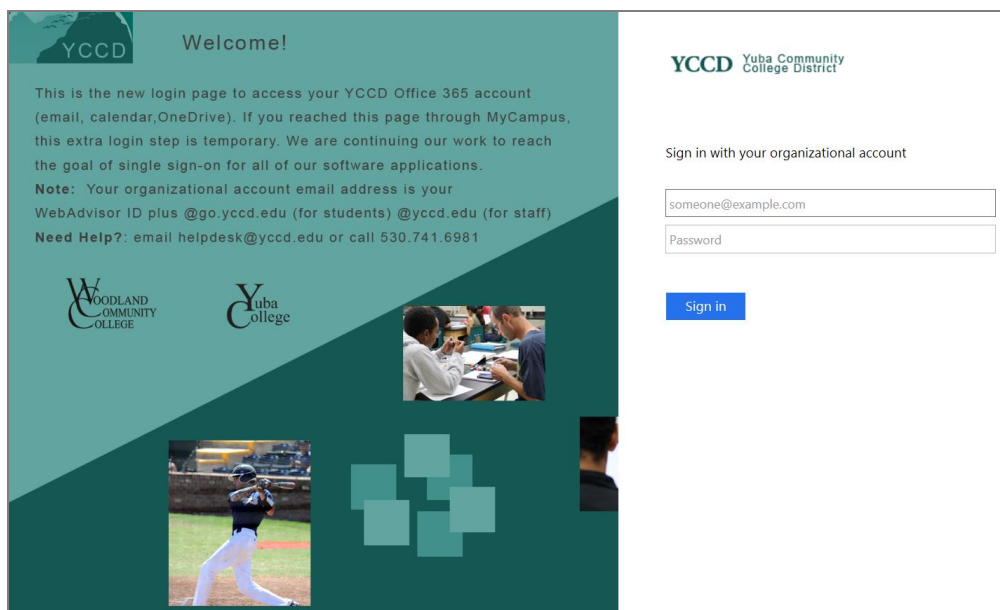 YCCD
Welcome!
This is the new login page to access your YCCD Office 365 account
(email, calendar,OneDrive). If you reached this page through MyCampus,
this extra login step is temporary. We are continuing our work to reach
the goal of single sign-on for all of our software applications.
Note: Your organizational account email address is your
WebAdvisor ID plus @go.yccd.edu (for students) @yccd.edu (for staff)
Need Help?: email helpdesk@yccd.edu or call 530.741.6981
WOODLAND
COMMUNITY
COLLEGE
Yuba
College
YCCD Yuba Community
College District
Sign in with your organizational account
someone@example.com
Password
Sign in